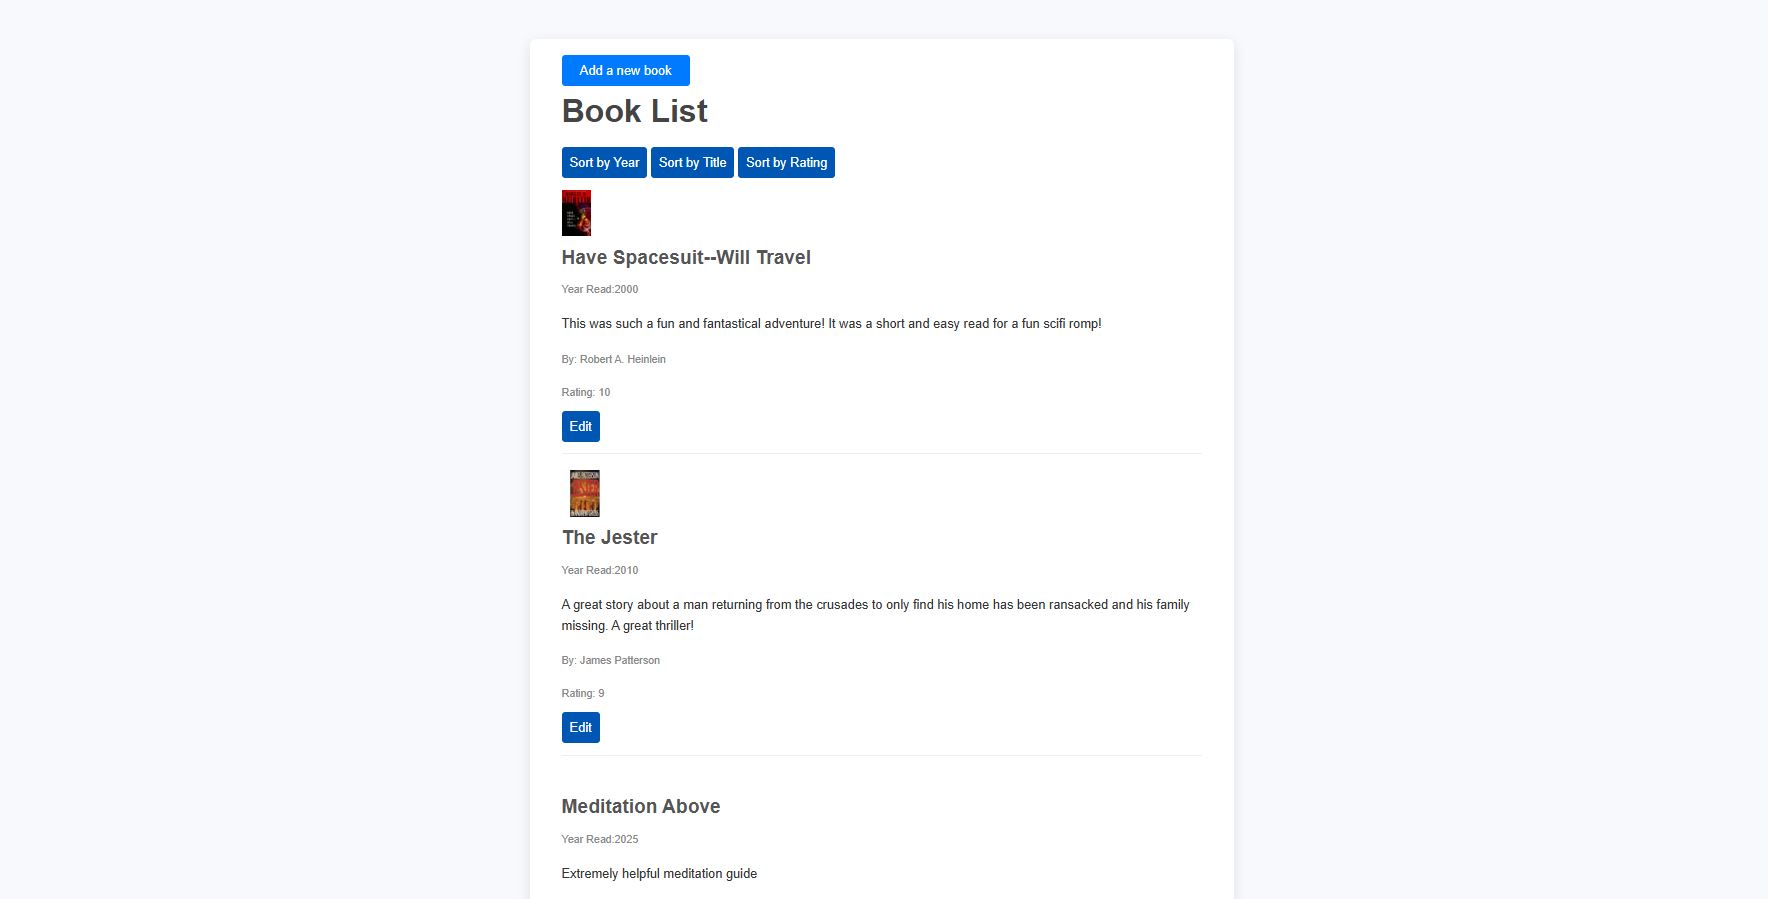 Add a new book
Book List
Sort by Year Sort by Title Sort by Rating
Have Spacesuit--Will Travel
Year Read:2000
This was such a fun and fantastical adventure! It was a short and easy read for a fun scifi romp!
By: Robert A. Heinlein
Rating: 10
Edit
JAMES PATTERSON
The Jester
Year Read:2010
A great story about a man returning from the crusades to only find his home has been ransacked and his family
missing. A great thriller!
By: James Patterson
Rating: 9
Edit
Meditation Above
Year Read:2025
Extremely helpful meditation guide